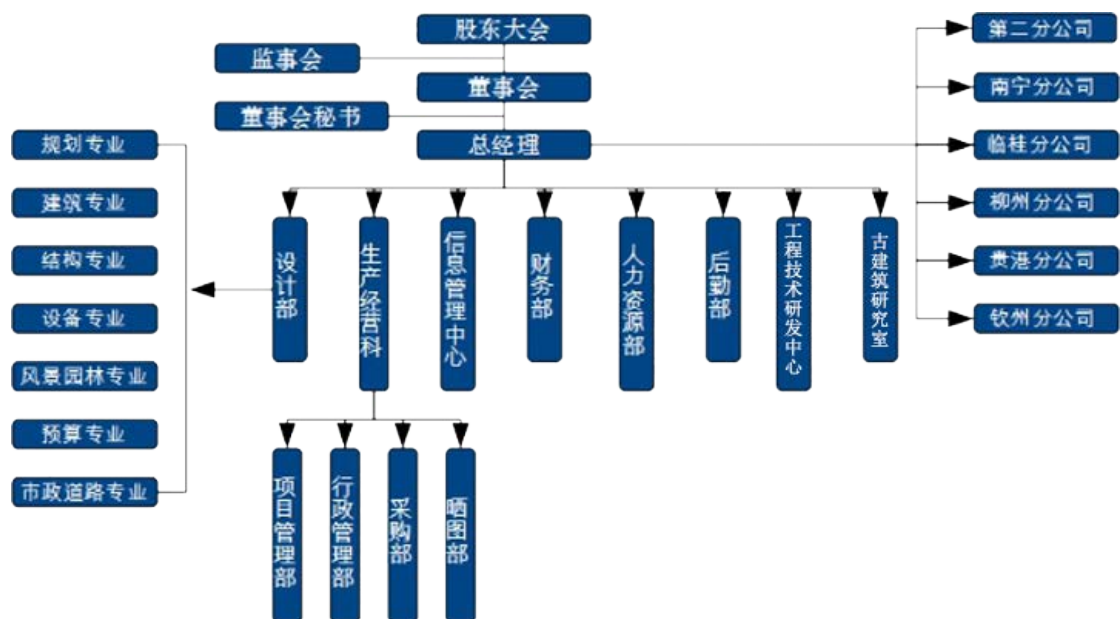 股东大会
监事会
董事会
董事会秘书
总经理
第二分公司
南宁分公司
临桂分公司
柳州分公司
贵港分公司
钦州分公司
规划专业
建筑专业
结构专业
设备专业
风景园林专业
预算专业
市政道路专业
设计部
生产经营科
信息管理中心
财务部
人力资源部
后勤部
工程技术研发中心
古建筑研究室
项目管理部
行政管理部
采购部
晒图部